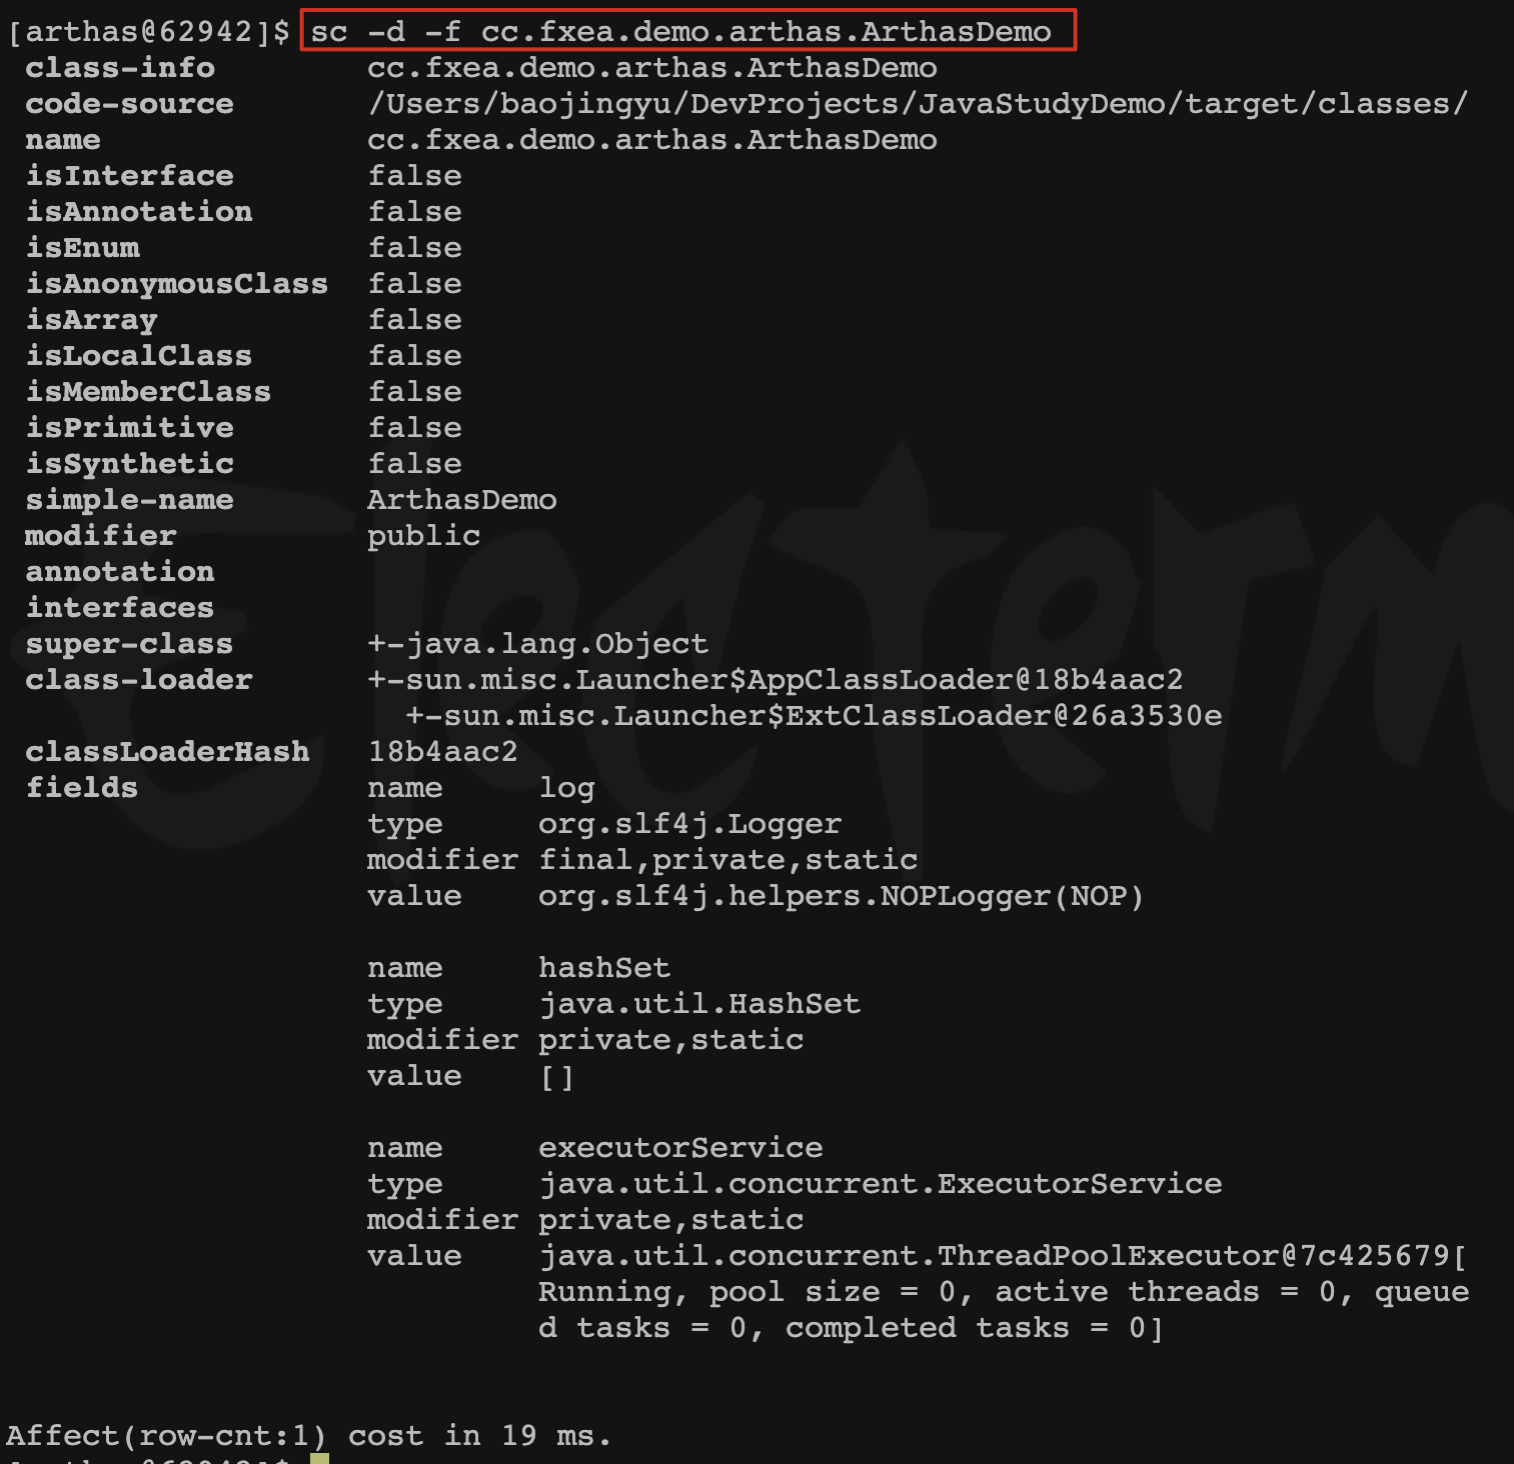 [arthas@62942]$ sc -d -f cc.fxea.demo.arthas.ArthasDemo
class-info cc.fxea.demo.arthas.ArthasDemo
code-source /Users/baojingyu/DevProjects/JavaStudyDemo/target/classes/
name cc.fxea.demo.arthas.ArthasDemo
isInterface false
isAnnotation false
isEnum false
isAnonymousClass false
isArray false
isLocalClass false
isMemberClass false
isPrimitive false
isSynthetic false
simple-name ArthasDemo
modifier public
annotation
interfaces
super-class +-java.lang.Object
class-loader +-sun.misc.Launcher$AppClassLoader@18b4aac2
+-sun.misc.Launcher$ExtClassLoader@26a3530e
classLoaderHash 18b4aac2
fields name log
type org.slf4j.Logger
modifier final,private,static
value org.slf4j.helpers.NOPLogger(NOP)
name hashSet
type java.util.HashSet
modifier private,static
value []
name executorService
type java.util.concurrent.ExecutorService
modifier private,static
value java.util.concurrent.ThreadPoolExecutor@7c425679[
Running, pool size = 0, active threads = 0, queue
d tasks = 0, completed tasks = 0]
Affect(row-cnt:1) cost in 19 ms.